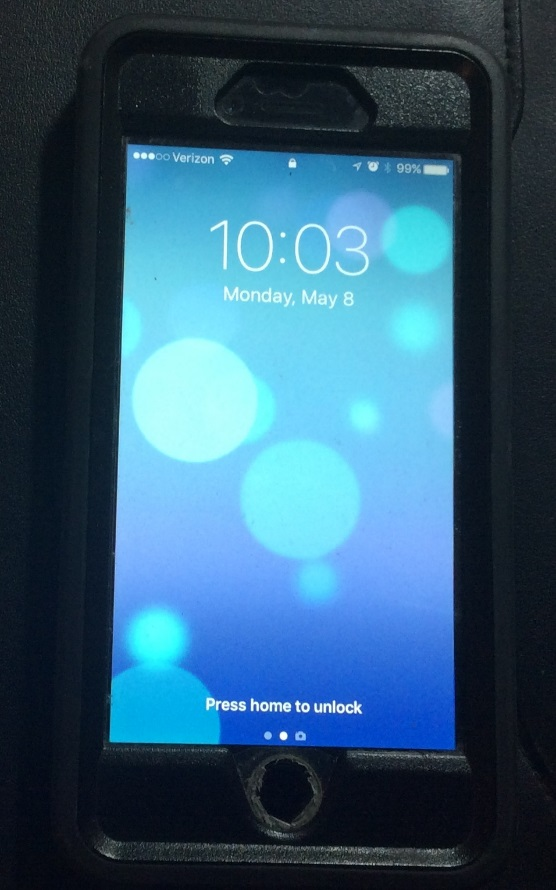 Verizon 99%
10:03
Monday, May 8
Press home to unlock